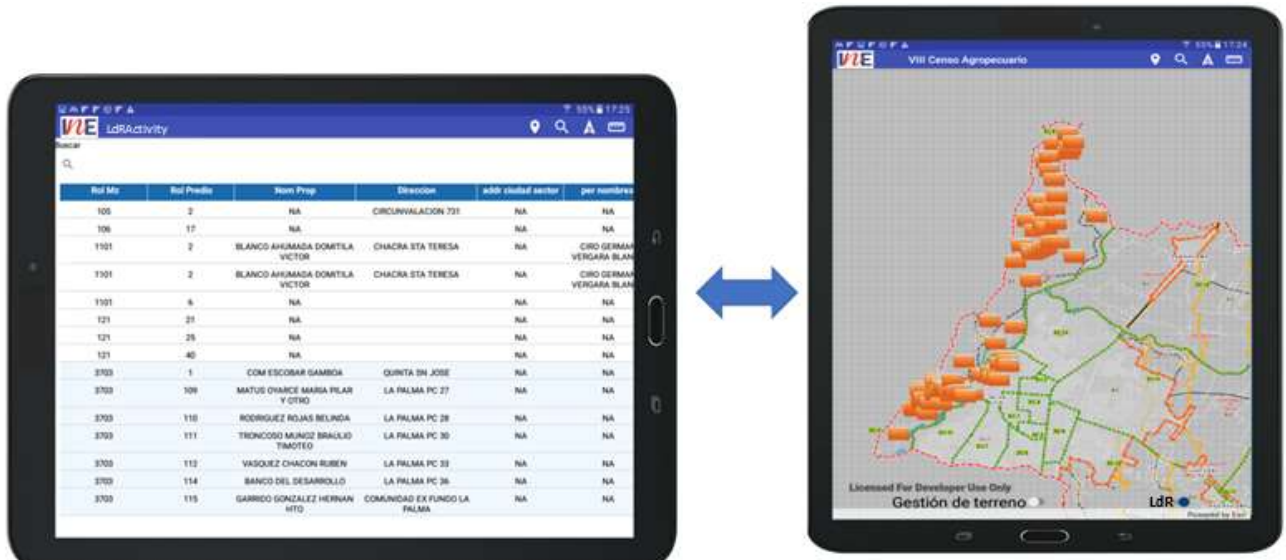 55% 17:25
INE LdRActivity
Buscar
Rol Mz Rol Predio Nom Prop Direccion addr ciudad sector per nombres
105 2 NA CIRCUNVALACION 731 NA NA
106 17 NA NA NA
1101 2 BLANCO AHUMADA DOMITILA CHACRA STA TERESA NA CIRO GERMAN
VICTOR VERGARA BLAN
1101 2 BLANCO AHUMADA DOMITILA CHACRA STA TERESA NA CIRO GERMAN
VICTOR VERGARA BLAN
1101 6 NA NA NA
121 21 NA NA NA
121 25 NA NA NA
121 40 NA NA NA
3703 1 COM ESCOBAR GAMBOA QUINTA SN JOSE NA NA
3703 109 MATUS OYARCE MARIA PILAR LA PALMA PC 27 NA NA
Y OTRO
3703 110 RODRIGUEZ ROJAS BELINDA LA PALMA PC 28 NA NA
3703 111 TRONCOSO MUNOZ BRAULIO LA PALMA PC 30 NA NA
TIMOTEO
3703 112 VASQUEZ CHACON RUBEN LA PALMA PC 33 NA NA
3703 114 BANCO DEL DESARROLLO LA PALMA PC 36 NA NA
3703 115 GARRIDO GONZALEZ HERNAN COMUNIDAD EX FUNDO LA NA NA
HITO PALMA
55% 17:24
INE VIII Censo Agropecuario
Licensed For Developer Use Only
Gestión de terreno LdR
Powered by Esri